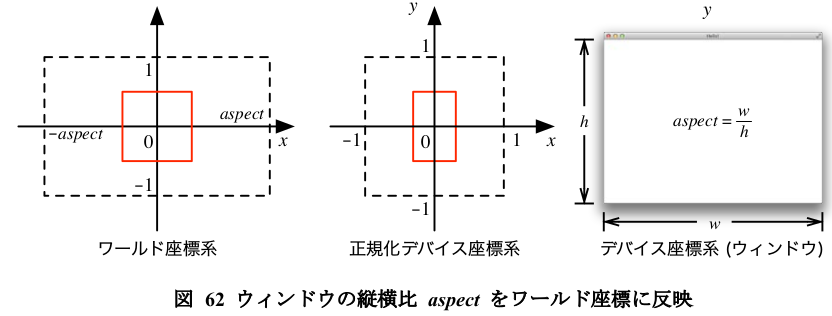 y
y
1
-aspect
aspect
0
x
-1
1
-1
0
1
x
-1
Hello!
h
aspect = w/h
w
ワールド座標系
正規化デバイス座標系
デバイス座標系 (ウィンドウ)
図 62 ウィンドウの縦横比 aspect をワールド座標に反映